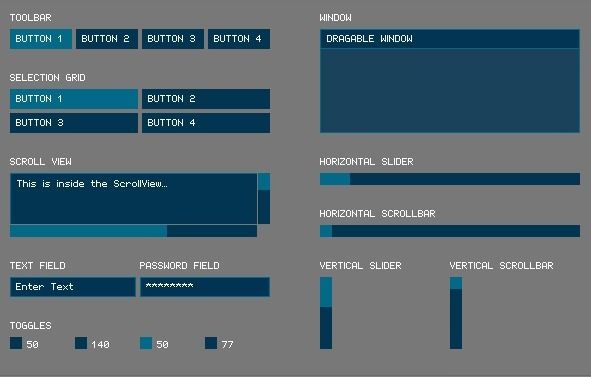 TOOLBAR
BUTTON 1 BUTTON 2 BUTTON 3 BUTTON 4
SELECTION GRID
BUTTON 1 BUTTON 2
BUTTON 3 BUTTON 4
SCROLL VIEW
This is inside the ScrollView...
TEXT FIELD PASSWORD FIELD
Enter Text ********
TOGGLES
50 140 50 77
WINDOW
DRAGABLE WINDOW
HORIZONTAL SLIDER
HORIZONTAL SCROLLBAR
VERTICAL SLIDER VERTICAL SCROLLBAR